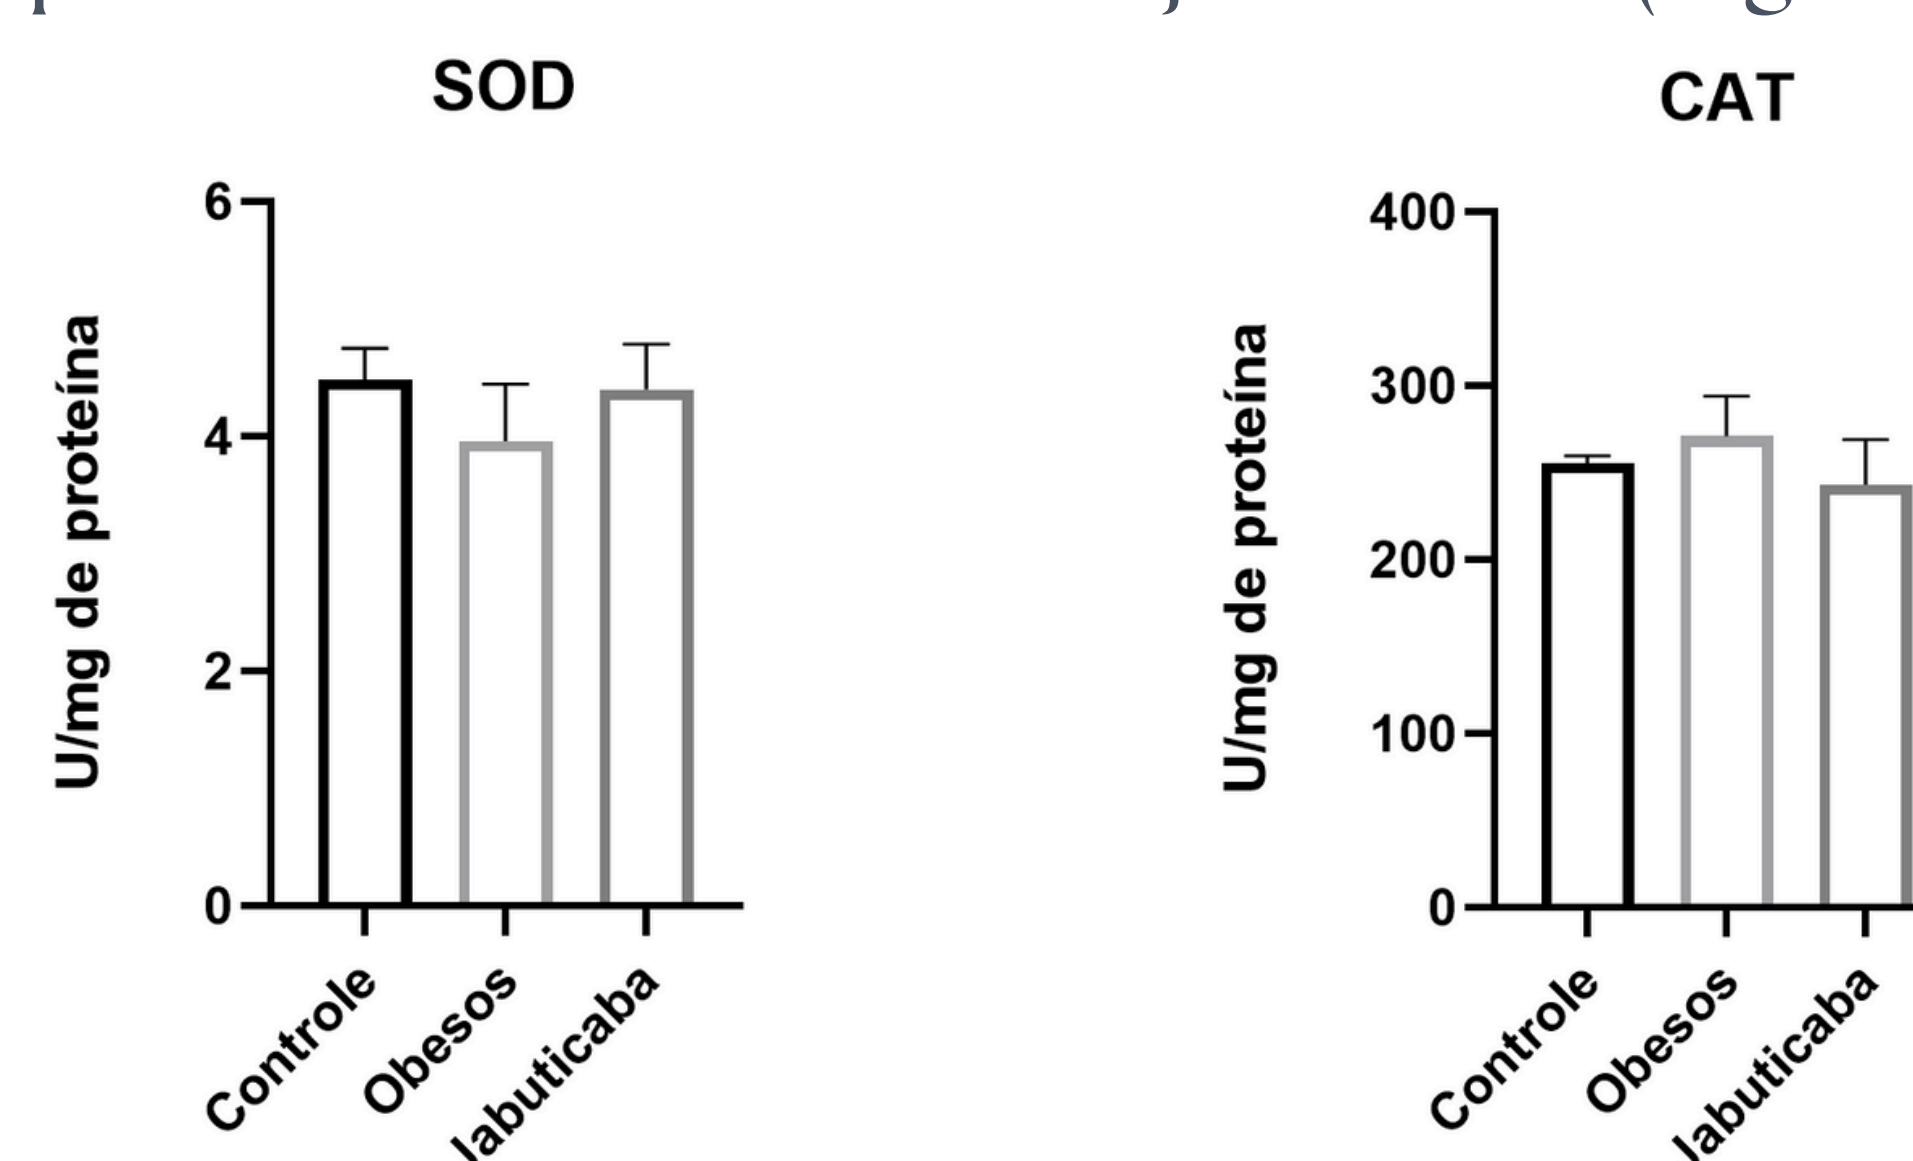 SOD
6
4
2
0
U/mg de proteína
Controle
Obesos
Jabuticaba
CAT
400
300
200
100
0
U/mg de proteína
Controle
Obesos
Jabuticaba